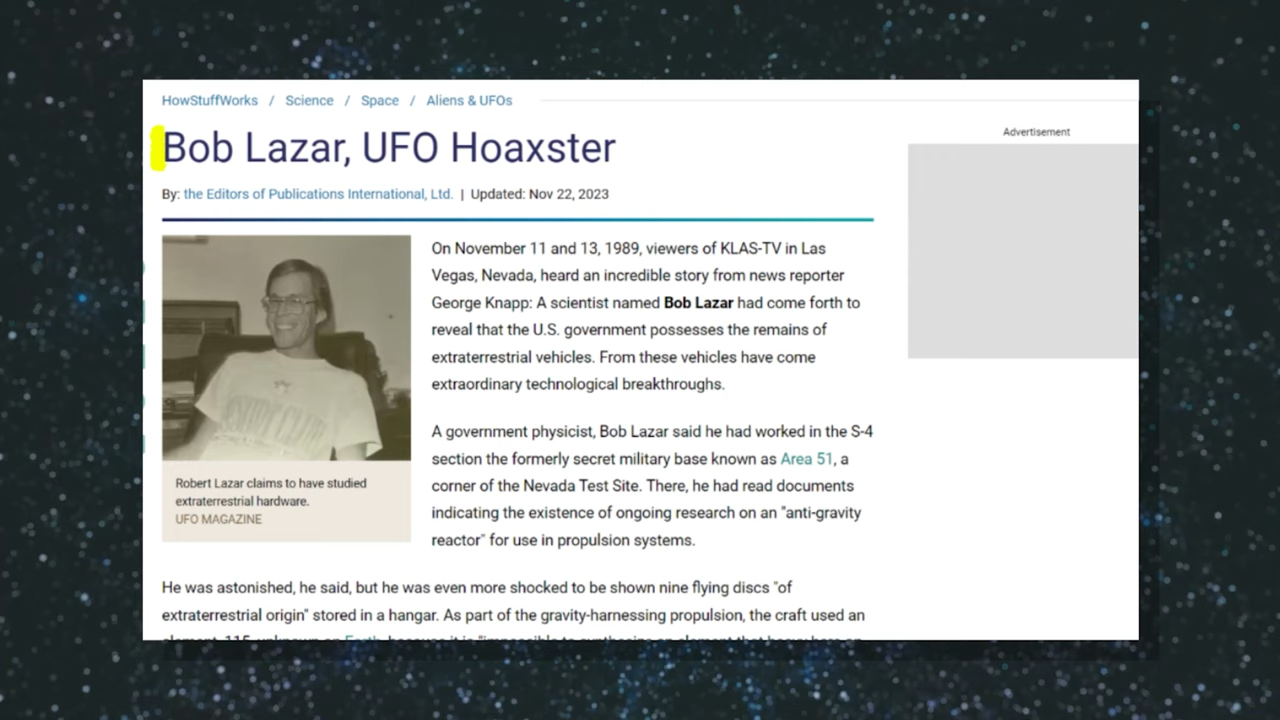 HowStuffWorks / Science / Space / Aliens & UFOs
Advertisement
Bob Lazar, UFO Hoaxster
By: the Editors of Publications International, Ltd. | Updated: Nov 22, 2023
On November 11 and 13, 1989, viewers of KLAS-TV in Las
Vegas, Nevada, heard an incredible story from news reporter
George Knapp: A scientist named Bob Lazar had come forth to
reveal that the U.S. government possesses the remains of
extraterrestrial vehicles. From these vehicles have come
extraordinary technological breakthroughs.
A government physicist, Bob Lazar said he had worked in the S-4
section the formerly secret military base known as Area 51, a
corner of the Nevada Test Site. There, he had read documents
indicating the existence of ongoing research on an "anti-gravity
reactor" for use in propulsion systems.
Robert Lazar claims to have studied
extraterrestrial hardware.
UFO MAGAZINE
He was astonished, he said, but he was even more shocked to be shown nine flying discs "of
extraterrestrial origin" stored in a hangar. As part of the gravity-harnessing propulsion, the craft used an